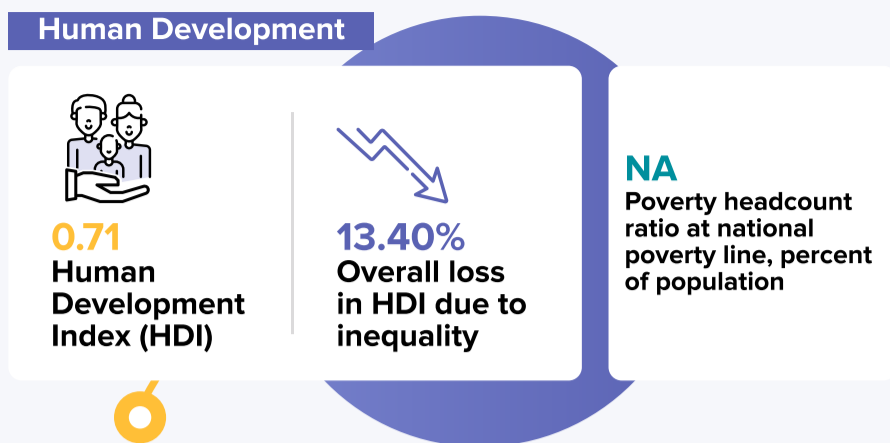 Human Development
0.71
Human
Development
Index (HDI)
13.40%
Overall loss
in HDI due to
inequality
NA
Poverty headcount
ratio at national
poverty line, percent
of population